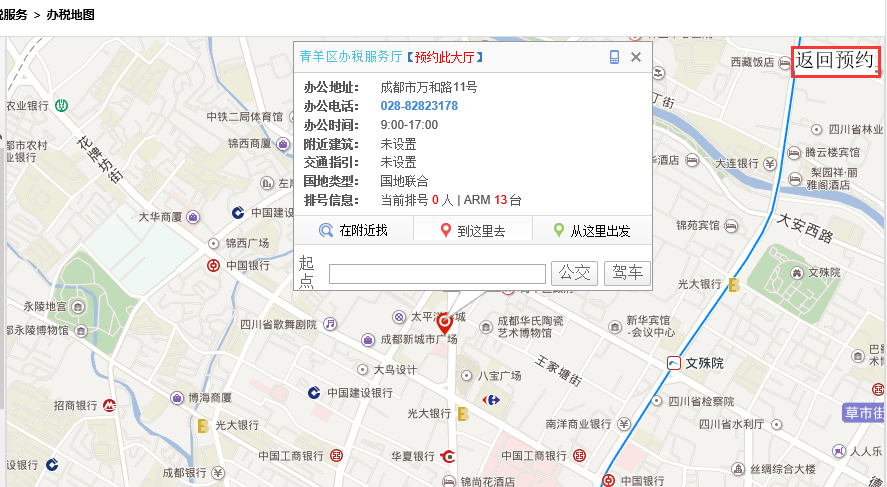 税服务 > 办税地图
返回预约
青羊区办税服务厅【预约此大厅】
办公地址： 成都市万和路11号
办公电话： 028-82823178
办公时间： 9:00-17:00
附近建筑： 未设置
交通指引： 未设置
国地类型： 国地联合
排号信息： 当前排号 0 人 | ARM 13 台
在附近找
到这里去
从这里出发
起点
公交
驾车
西藏饭店
农业银行
中铁二局体育馆
花牌坊街
锦西商厦
都市农村
业银行
大华商厦
中国建设
锦西广场
中国银行
永陵地宫
都永陵博物馆
四川省歌舞剧院
成都新城市广场
大鸟设计
中国建设银行
博海商厦
招商银行
光大银行
建设银行
成都银行
中国工商银行
华夏银行
锦尚花酒店
光大银行
八宝广场
成都华氏陶瓷
艺术博物馆
王家塘街
新华宾馆
-会议中心
南洋商业银行
中国工商银行
中国银行
文殊院
四川省检察院
四川省水利厅
丝绸综合大楼
人人乐
草市街
文殊院
光大银行
锦苑宾馆
大安西路
大连银行
腾云楼宾馆
梨园祥·丽
雅阁酒店
四川省林业
丁街